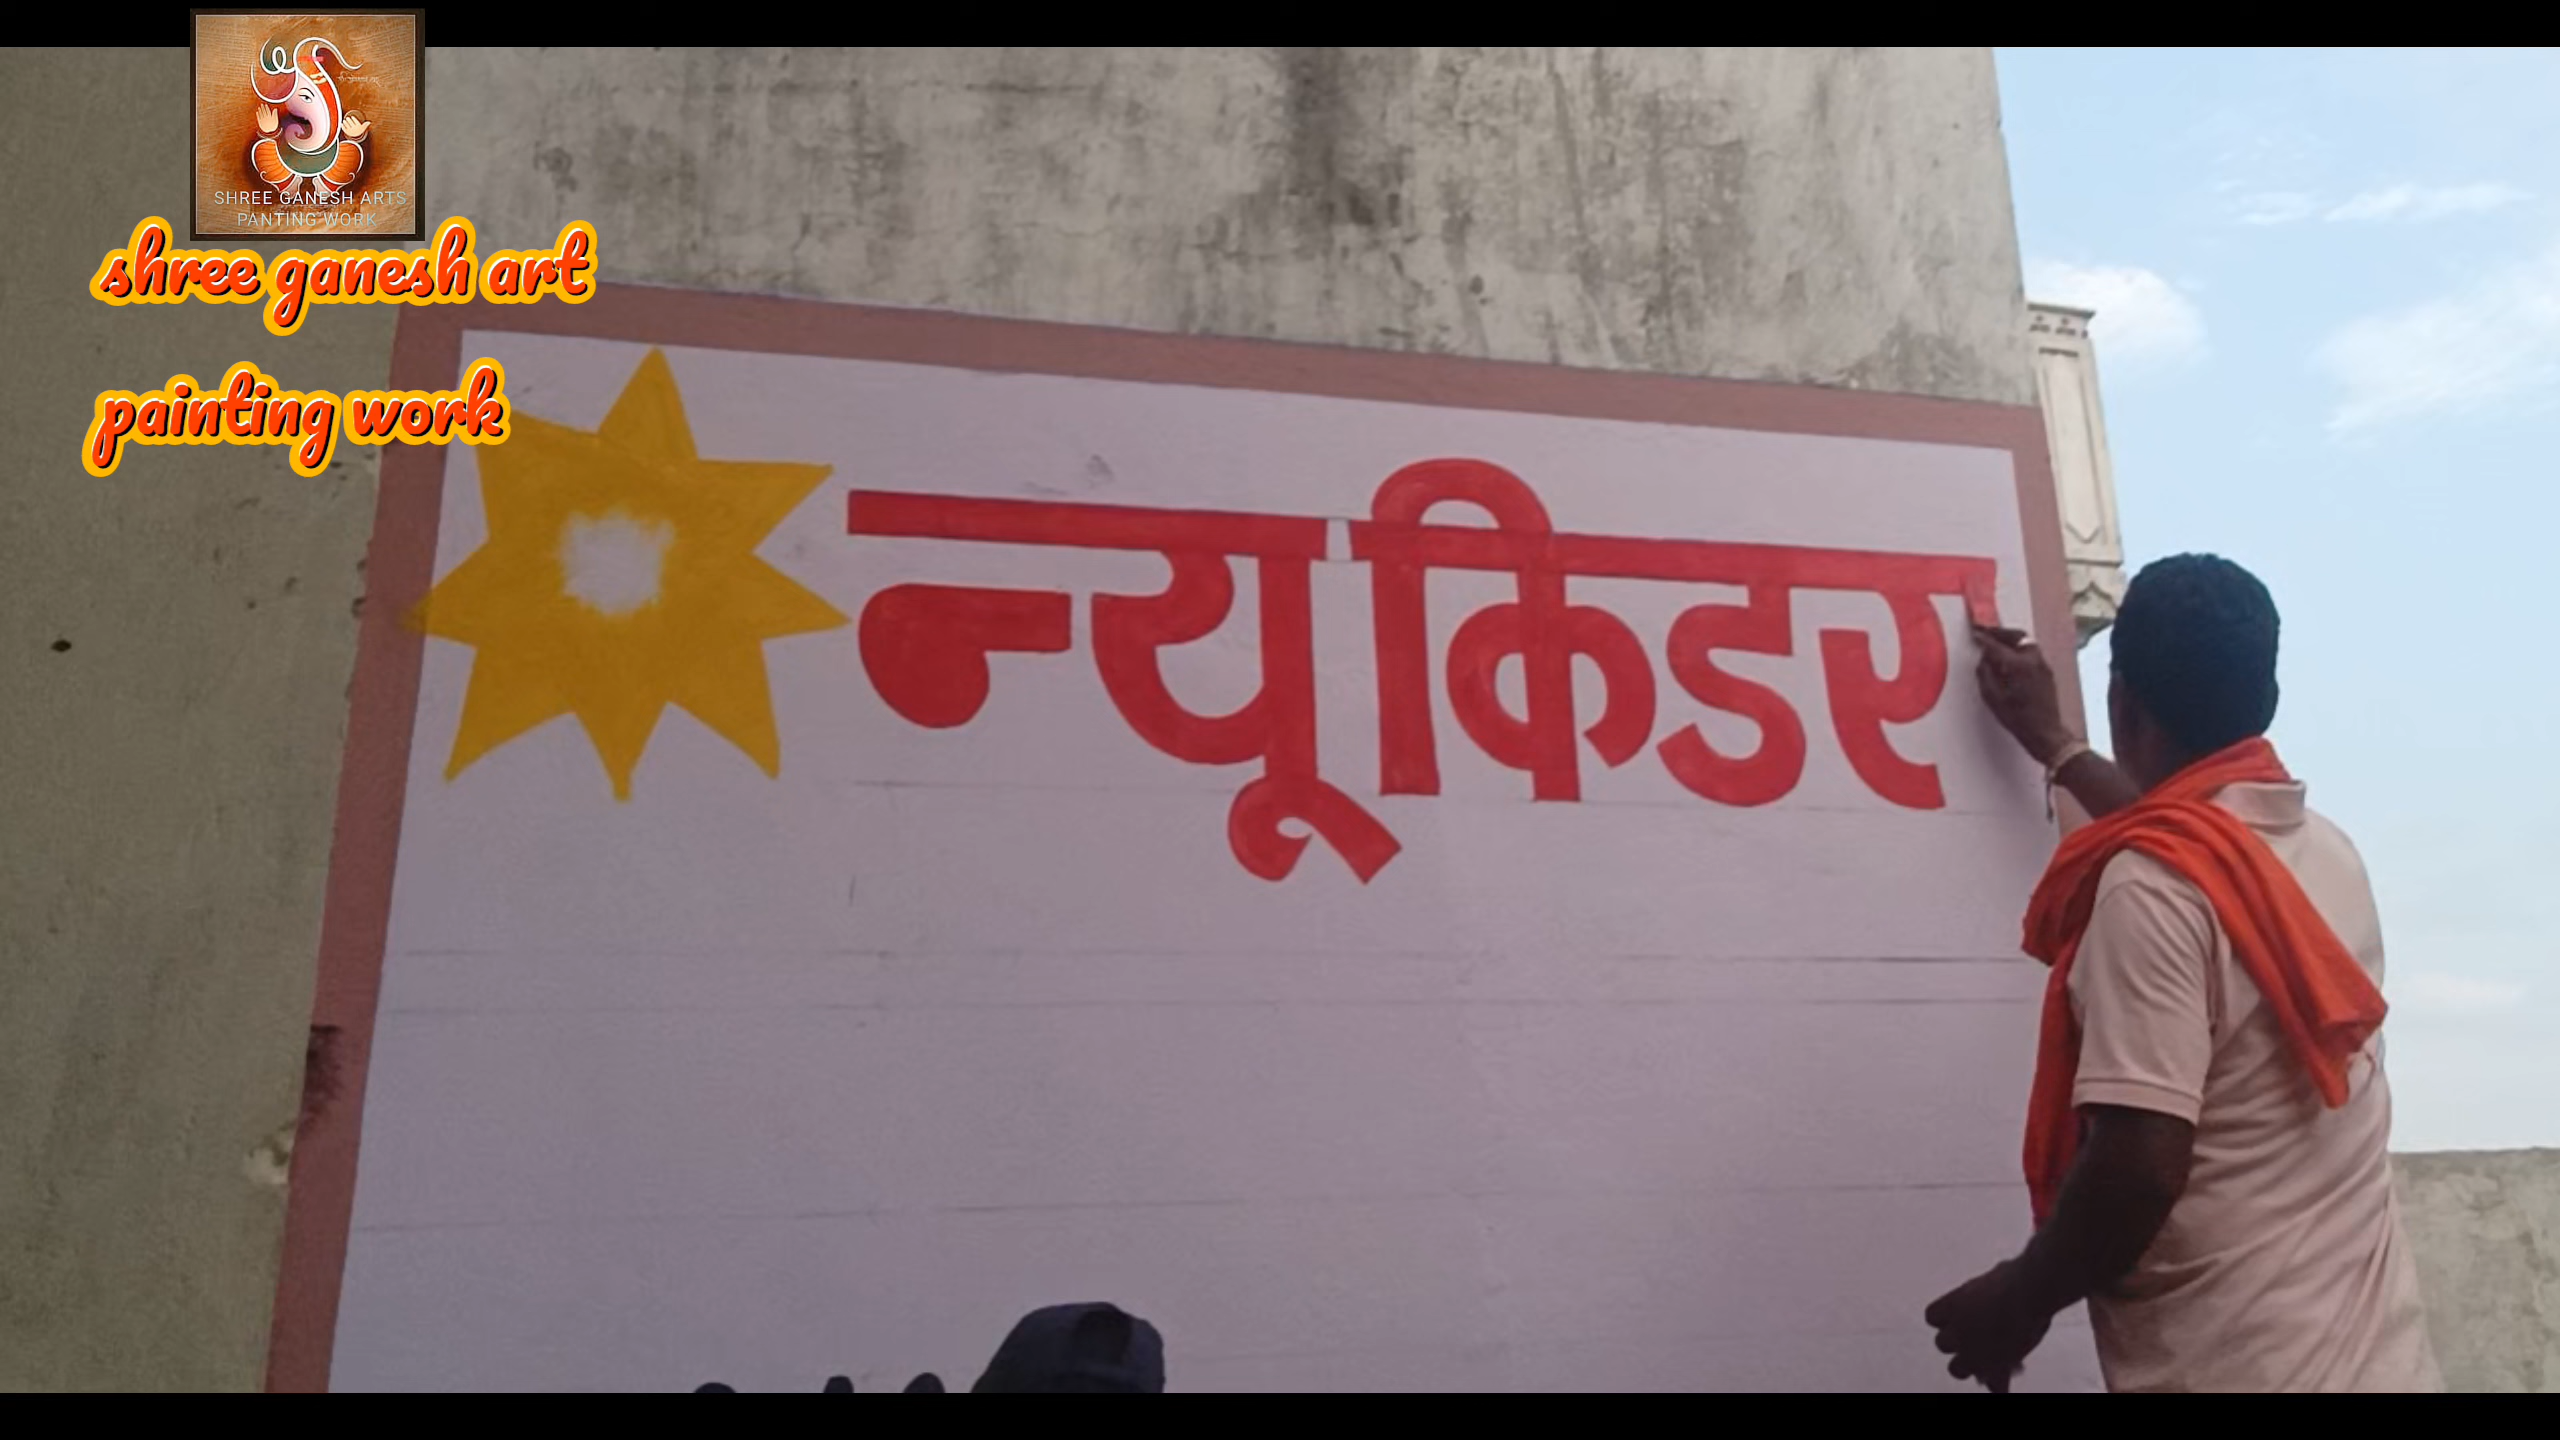 SHREE GANESH ARTS
PANTING WORK
shree ganesh art
painting work
न्यू किडर